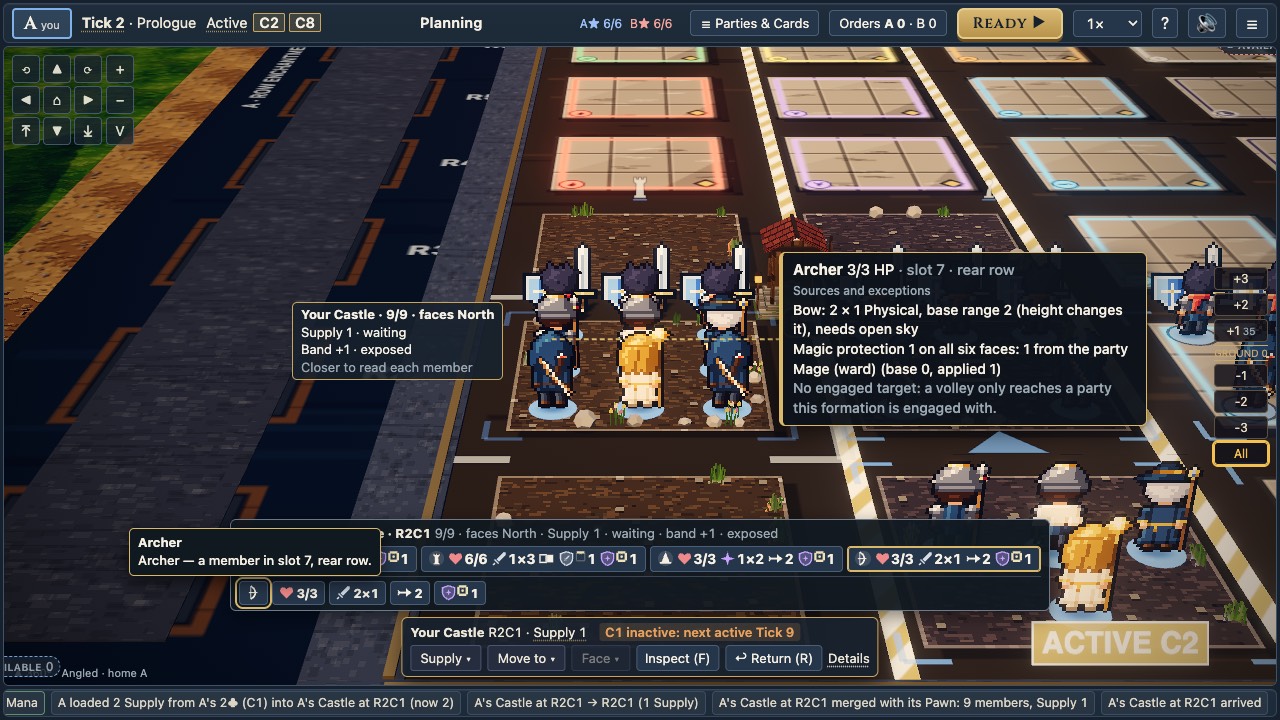 A you
Tick 2 · Prologue Active C2 C8
Planning
A★ 6/6 B★ 6/6
≡ Parties & Cards
Orders A 0 · B 0
READY ▶
1×
?
≡
A · ROW ENCHANTME
V
Your Castle · 9/9 · faces North
Supply 1 · waiting
Band +1 · exposed
Closer to read each member
Archer 3/3 HP · slot 7 · rear row
Sources and exceptions
Bow: 2 × 1 Physical, base range 2 (height changes
it), needs open sky
Magic protection 1 on all six faces: 1 from the party
Mage (ward) (base 0, applied 1)
No engaged target: a volley only reaches a party
this formation is engaged with.
+3
+2
+1 35
GROUND 0
-1
-2
-3
All
Archer
Archer — a member in slot 7, rear row.
· R2C1 9/9 · faces North · Supply 1 · waiting · band +1 · exposed
1
6/6 1×3 1 1
3/3 1×2 2 1
3/3 2×1 2 1
3/3 2×1 2 1
Your Castle R2C1 · Supply 1 C1 inactive: next active Tick 9
Supply ▾ Move to ▾ Face ▾ Inspect (F) ↩ Return (R) Details
ACTIVE C2
ILABLE 0
Angled · home A
Mana
A loaded 2 Supply from A's 2♣ (C1) into A's Castle at R2C1 (now 2)
A's Castle at R2C1 → R2C1 (1 Supply)
A's Castle at R2C1 merged with its Pawn: 9 members, Supply 1
A's Castle at R2C1 arrived